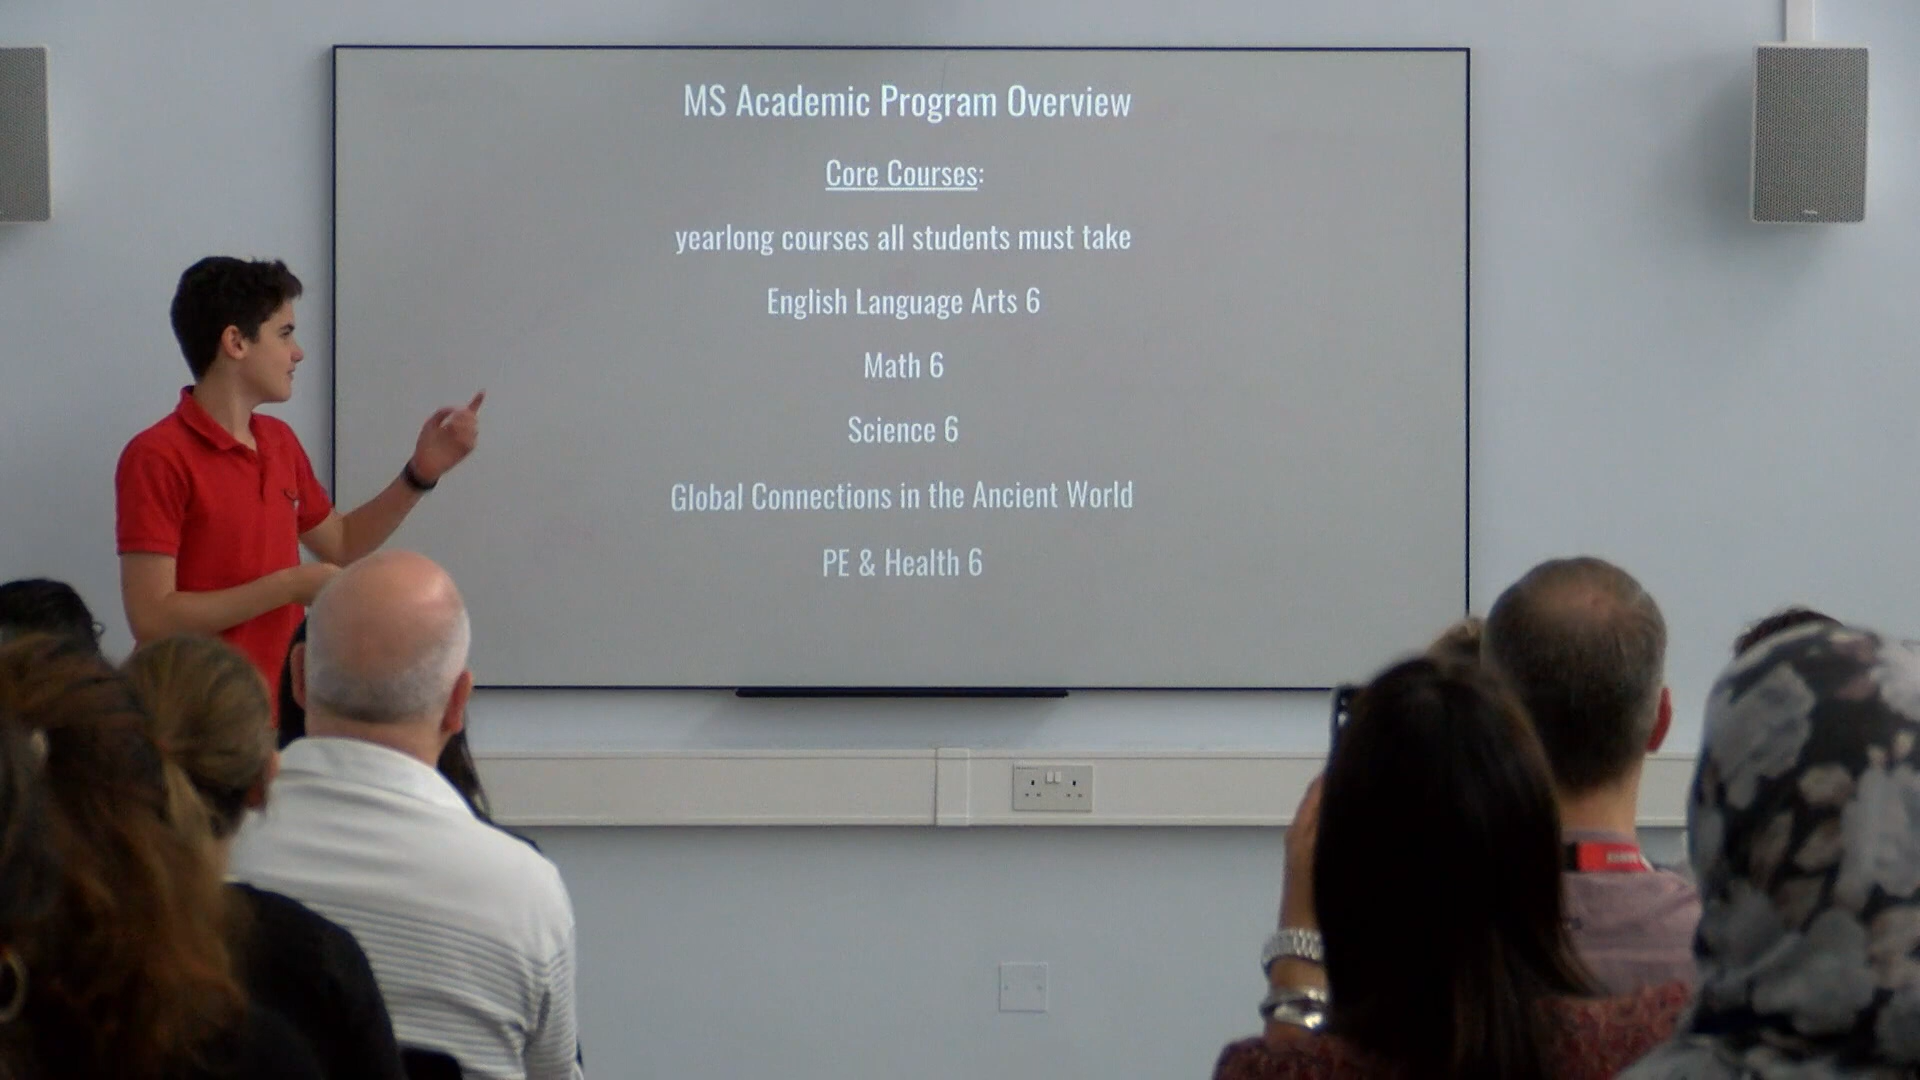 MS Academic Program Overview
Core Courses:
yearlong courses all students must take
English Language Arts 6
Math 6
Science 6
Global Connections in the Ancient World
PE & Health 6